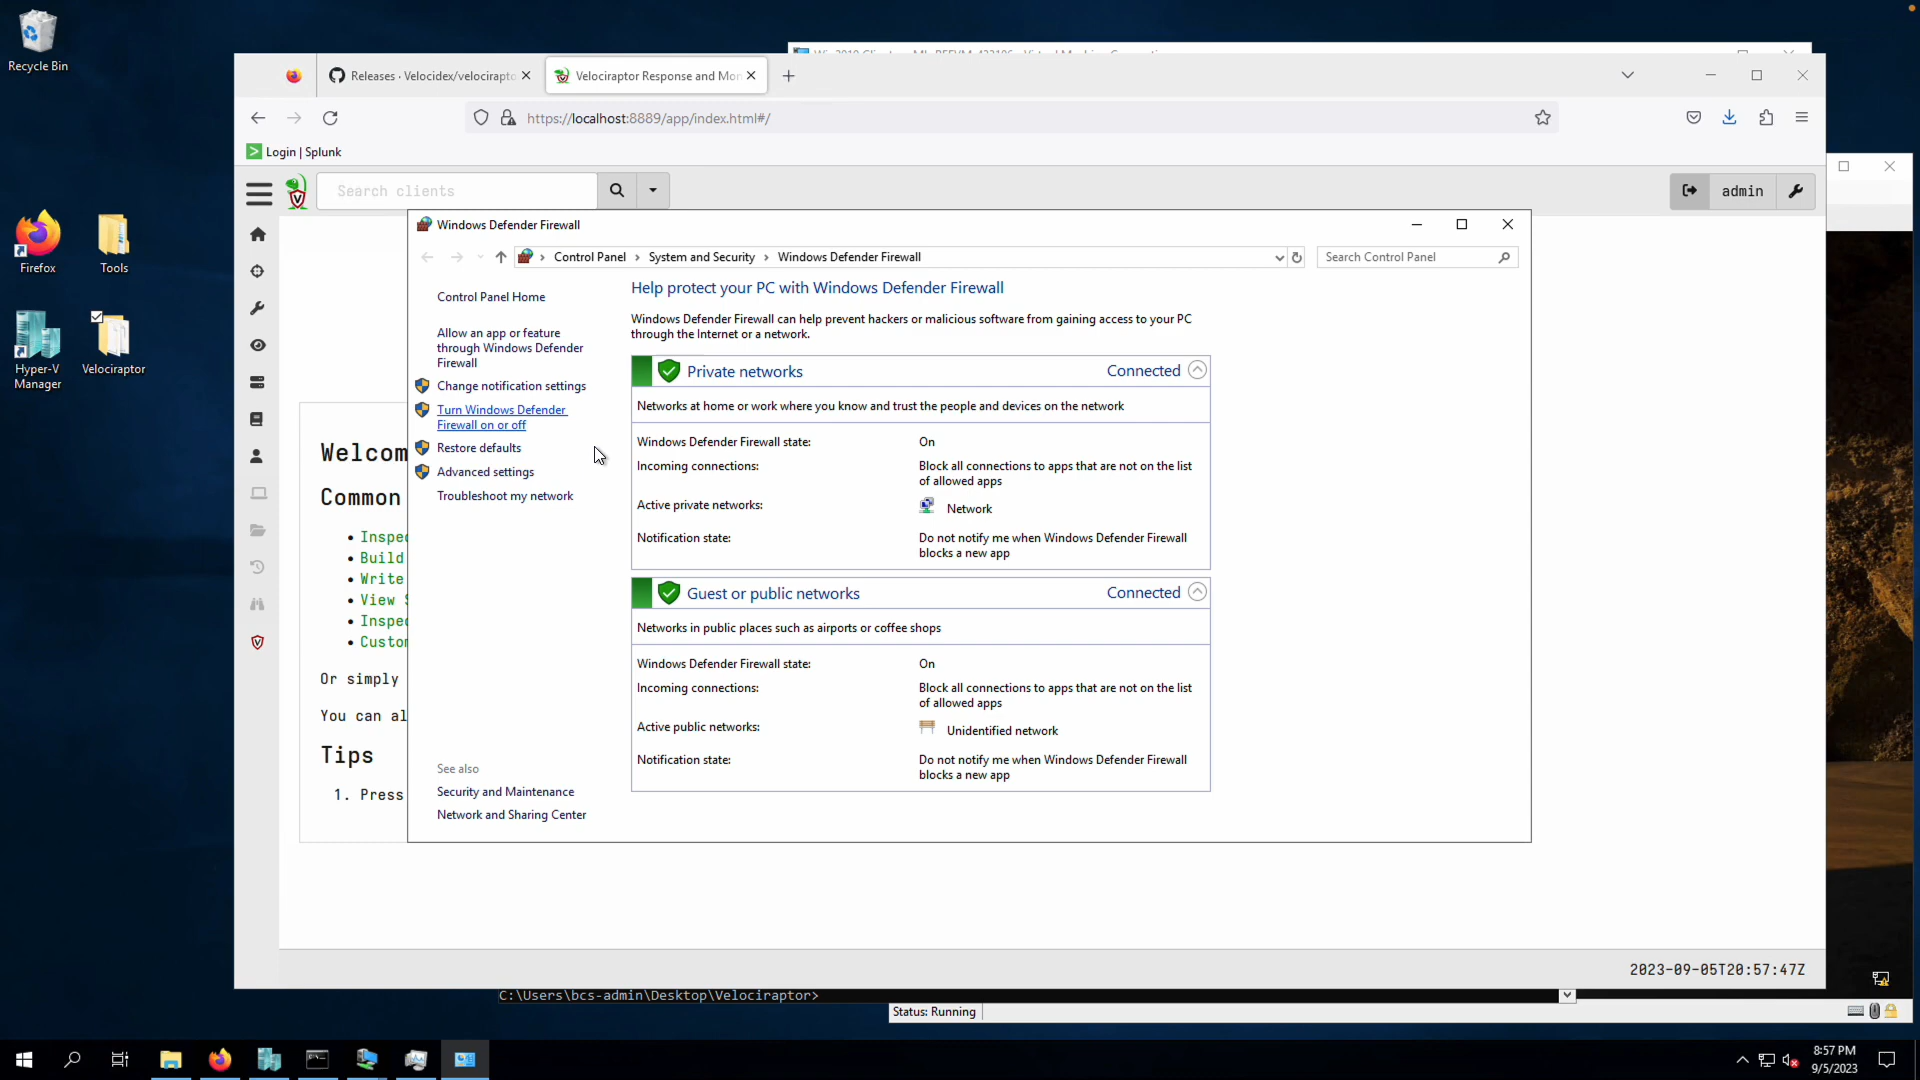 Recycle Bin
Firefox
Tools
Hyper-V
Manager
Velociraptor
Releases · Velocidex/velocirapto
Velociraptor Response and Mon
https://localhost:8889/app/index.html#/
Login | Splunk
Search clients
admin
Windows Defender Firewall
Control Panel
System and Security
Windows Defender Firewall
Search Control Panel
Control Panel Home
Allow an app or feature
through Windows Defender
Firewall
Change notification settings
Turn Windows Defender
Firewall on or off
Restore defaults
Advanced settings
Troubleshoot my network
See also
Security and Maintenance
Network and Sharing Center
Help protect your PC with Windows Defender Firewall
Windows Defender Firewall can help prevent hackers or malicious software from gaining access to your PC
through the Internet or a network.
Private networks Connected
Networks at home or work where you know and trust the people and devices on the network
Windows Defender Firewall state: On
Incoming connections: Block all connections to apps that are not on the list
of allowed apps
Active private networks: Network
Notification state: Do not notify me when Windows Defender Firewall
blocks a new app
Guest or public networks Connected
Networks in public places such as airports or coffee shops
Windows Defender Firewall state: On
Incoming connections: Block all connections to apps that are not on the list
of allowed apps
Active public networks: Unidentified network
Notification state: Do not notify me when Windows Defender Firewall
blocks a new app
Welcom
Common
Inspec
Build
Write
View S
Inspec
Custom
Or simply
You can al
Tips
1. Press
2023-09-05T20:57:47Z
C:\Users\bcs-admin\Desktop\Velociraptor>
Status: Running
8:57 PM
9/5/2023